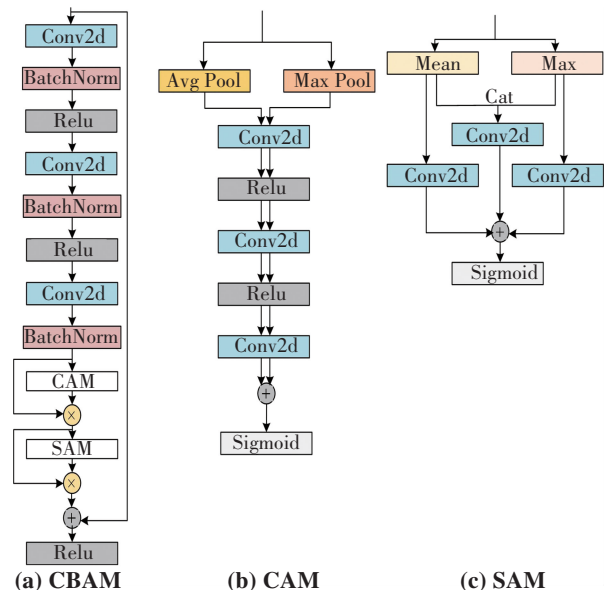 Conv2d
BatchNorm
Relu
Conv2d
BatchNorm
Relu
Conv2d
BatchNorm
CAM
×
SAM
×
+
Relu
(a) CBAM
Avg Pool
Max Pool
Conv2d
Relu
Conv2d
Relu
Conv2d
+
Sigmoid
(b) CAM
Mean
Max
Cat
Conv2d
Conv2d
Conv2d
+
Sigmoid
(c) SAM